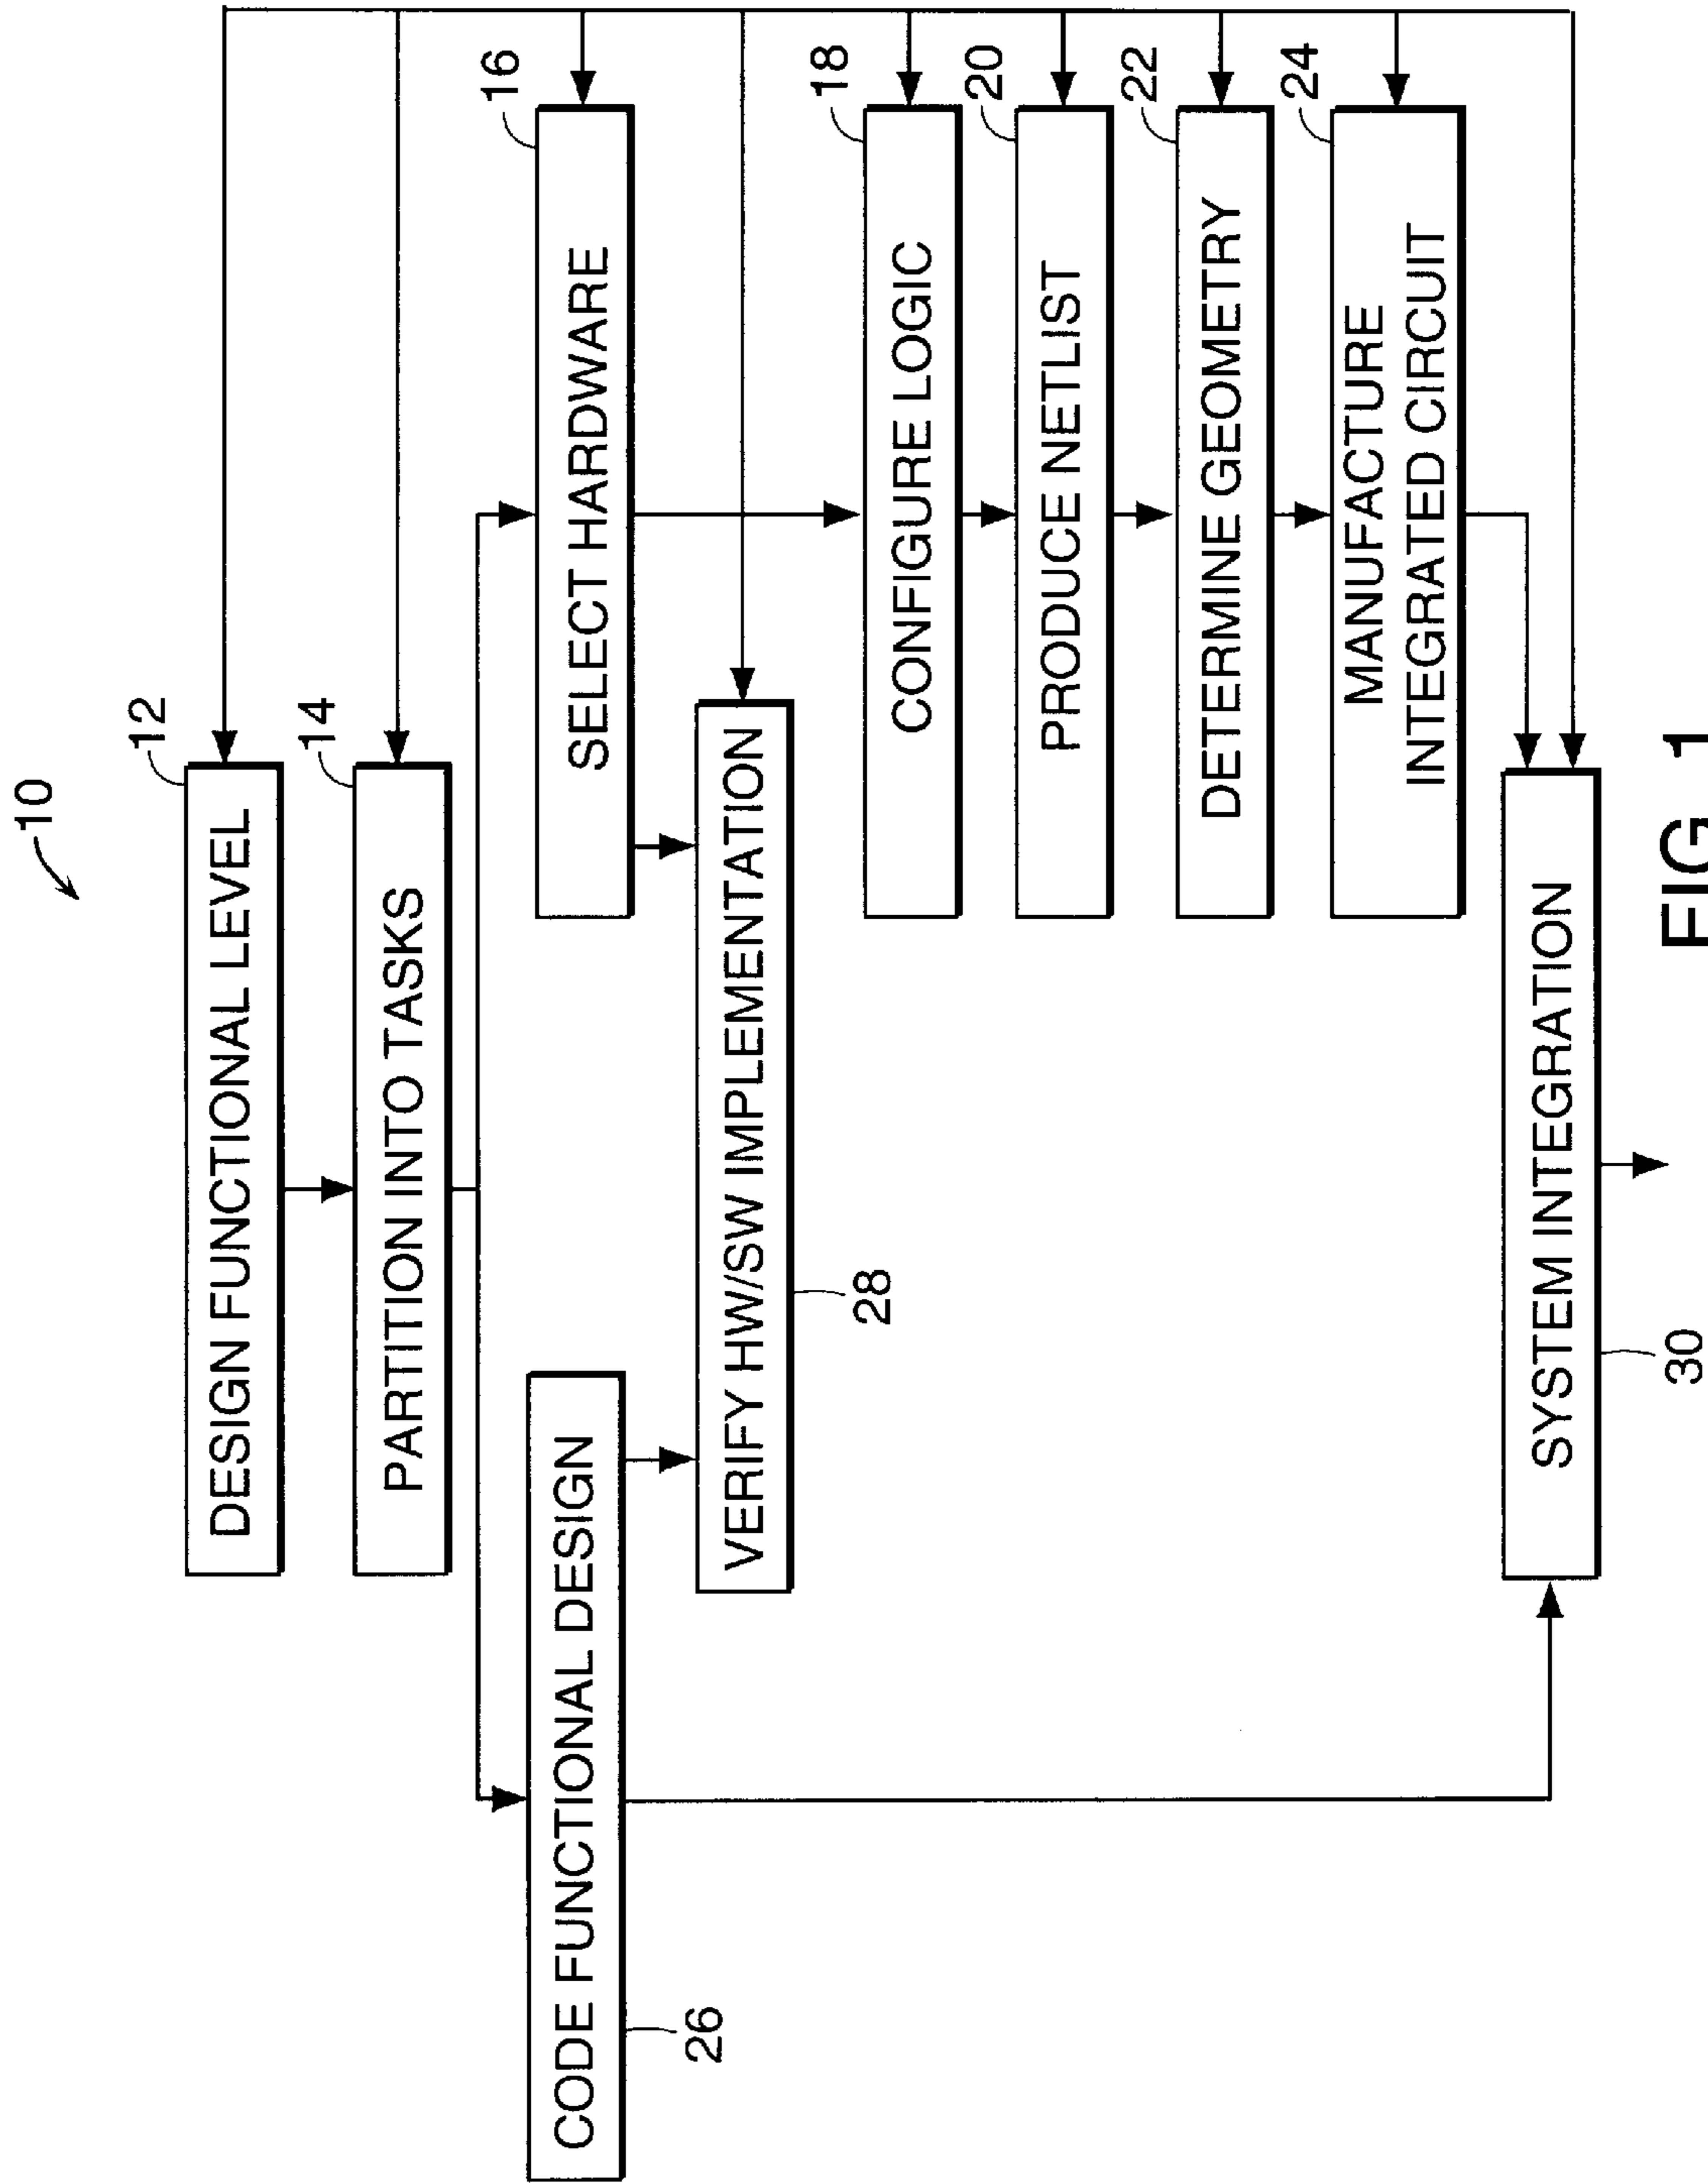 10
12
DESIGN FUNCTIONAL LEVEL
14
PARTITION INTO TASKS
16
SELECT HARDWARE
CODE FUNCTIONAL DESIGN
26
VERIFY HW/SW IMPLEMENTATION
28
18
CONFIGURE LOGIC
20
PRODUCE NETLIST
22
DETERMINE GEOMETRY
24
MANUFACTURE
INTEGRATED CIRCUIT
SYSTEM INTEGRATION
30
FIG. 1